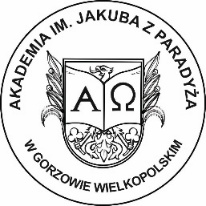 AKADEMIA IM. JAKUBA Z PARADYŻA
Α Ω
W GORZOWIE WIELKOPOLSKIM